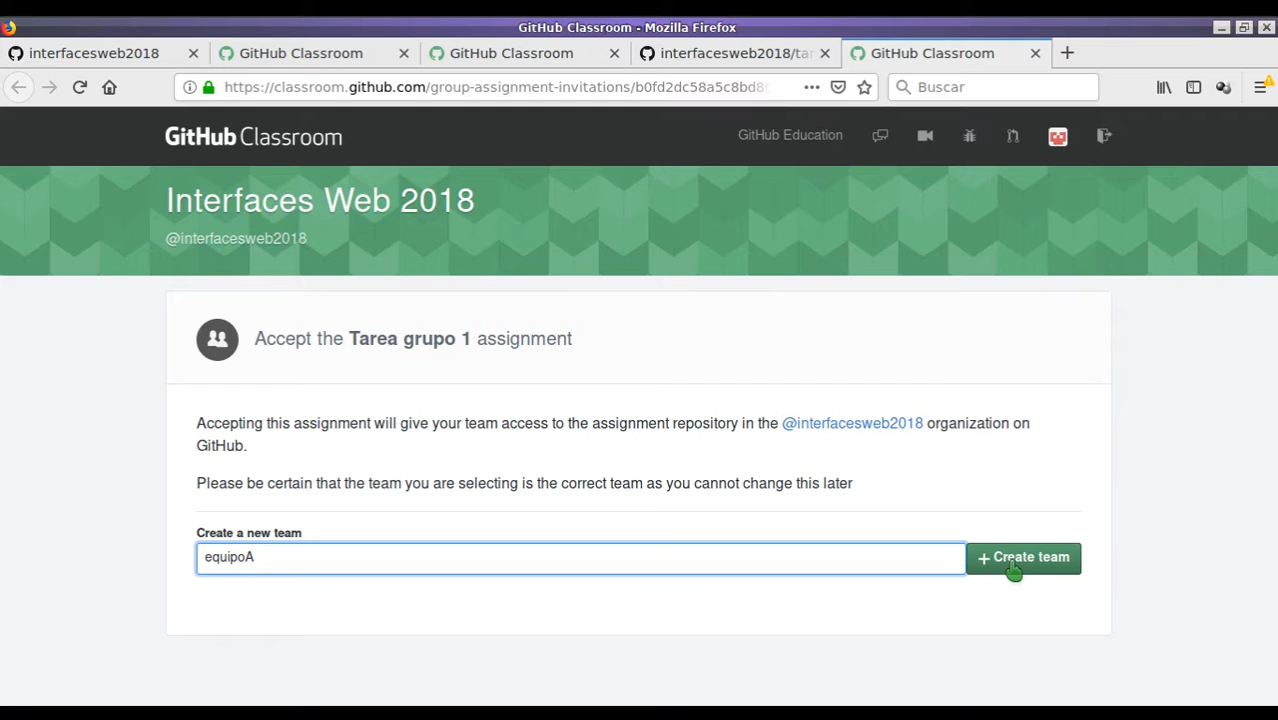 GitHub Classroom - Mozilla Firefox
interfacesweb2018
GitHub Classroom
GitHub Classroom
interfacesweb2018/tar
GitHub Classroom
https://classroom.github.com/group-assignment-invitations/b0fd2dc58a5c8bd8
Buscar
GitHub Classroom
GitHub Education
Interfaces Web 2018
@interfacesweb2018
Accept the Tarea grupo 1 assignment
Accepting this assignment will give your team access to the assignment repository in the @interfacesweb2018 organization on
GitHub.
Please be certain that the team you are selecting is the correct team as you cannot change this later
Create a new team
equipoA
+ Create team